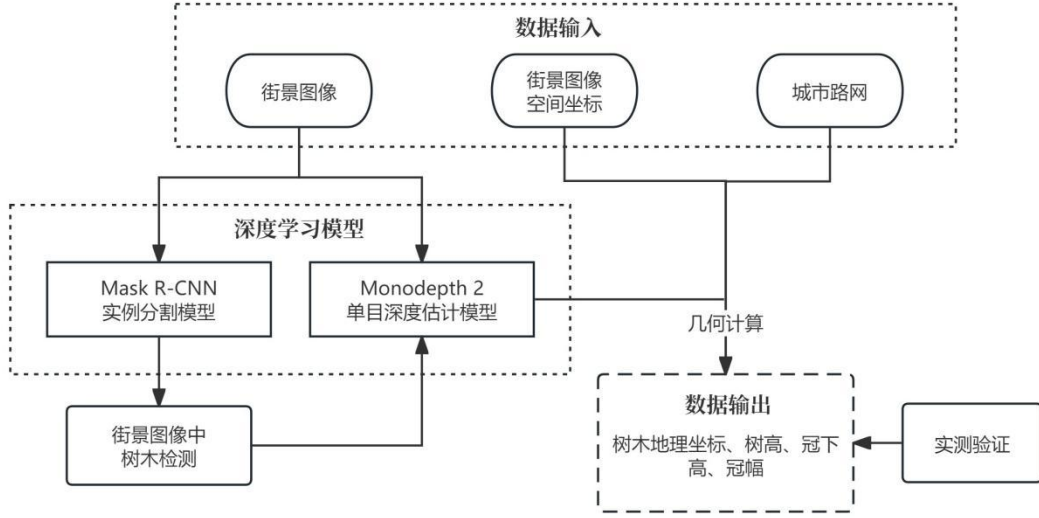 数据输入
街景图像
街景图像
空间坐标
城市路网
深度学习模型
Mask R-CNN
实例分割模型
Monodepth 2
单目深度估计模型
几何计算
街景图像中
树木检测
数据输出
树木地理坐标、树高、冠下
高、冠幅
实测验证